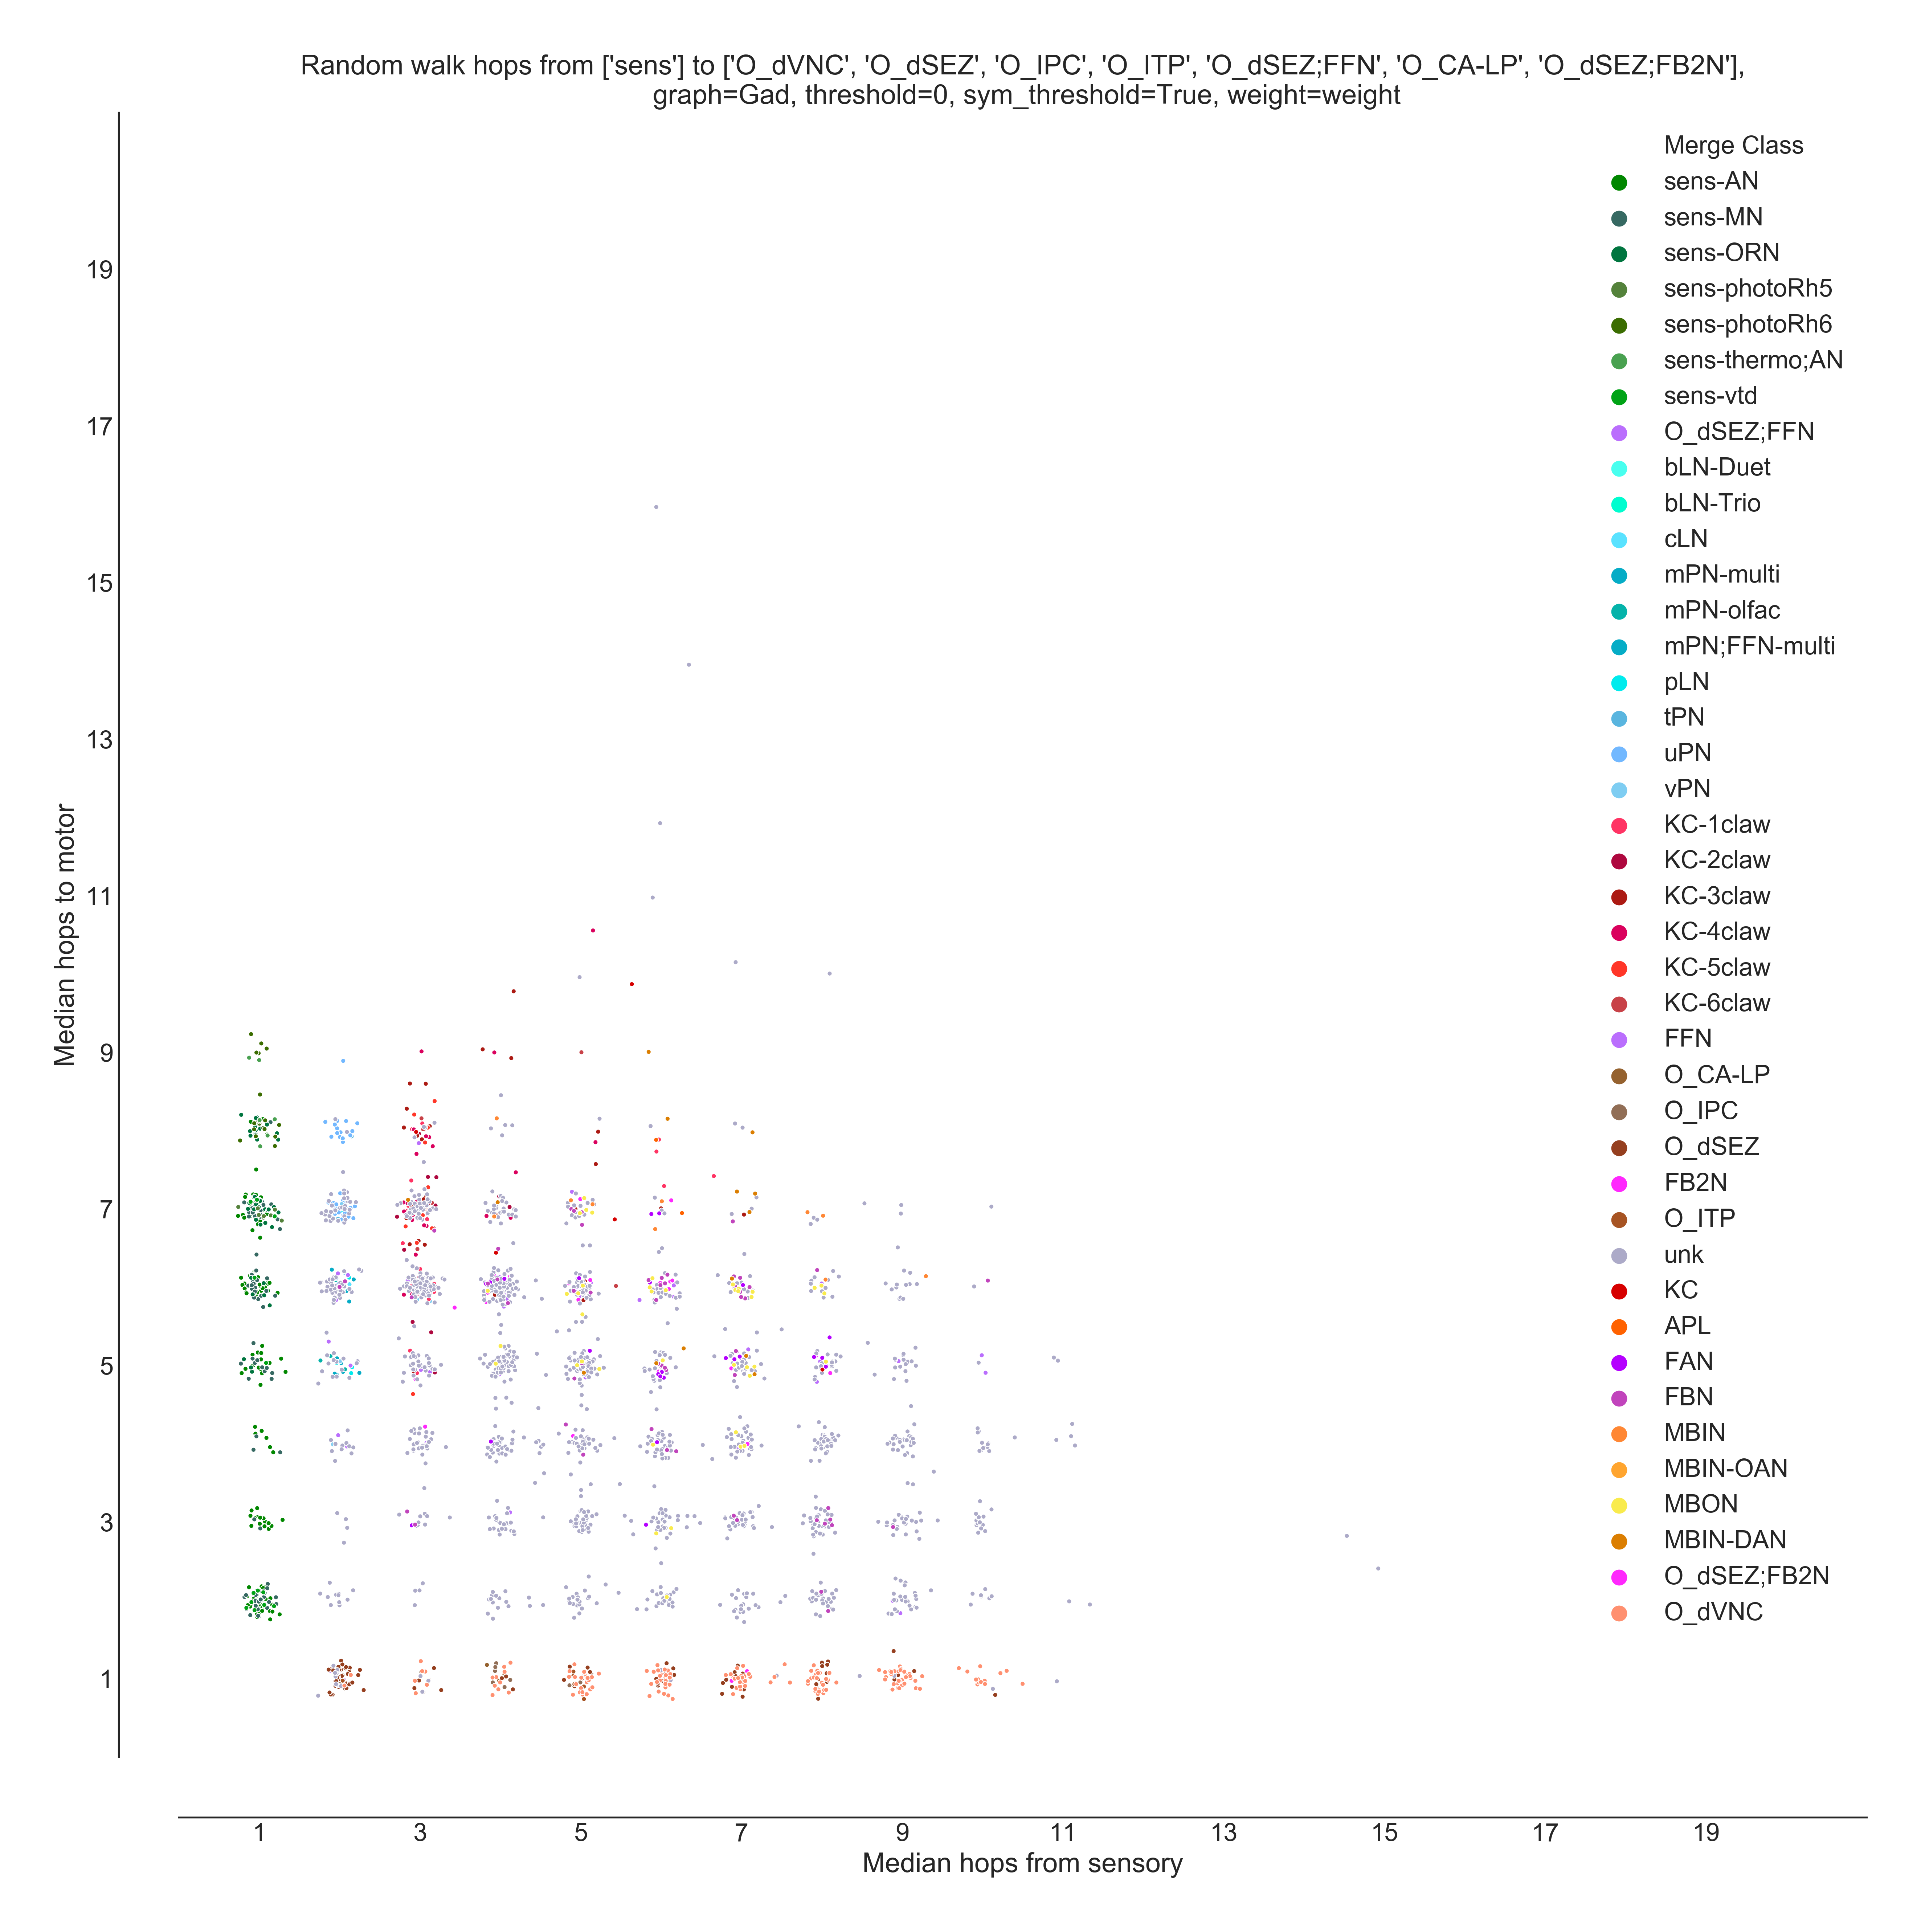 Random walk hops from ['sens'] to ['O_dVNC', 'O_dSEZ', 'O_IPC', 'O_ITP', 'O_dSEZ;FFN', 'O_CA-LP', 'O_dSEZ;FB2N'],
graph=Gad, threshold=0, sym_threshold=True, weight=weight
Merge Class
sens-AN
sens-MN
sens-ORN
sens-photoRh5
sens-photoRh6
sens-thermo;AN
sens-vtd
O_dSEZ;FFN
bLN-Duet
bLN-Trio
cLN
mPN-multi
mPN-olfac
mPN;FFN-multi
pLN
tPN
uPN
vPN
KC-1claw
KC-2claw
KC-3claw
KC-4claw
KC-5claw
KC-6claw
FFN
O_CA-LP
O_IPC
O_dSEZ
FB2N
O_ITP
unk
KC
APL
FAN
FBN
MBIN
MBIN-OAN
MBON
MBIN-DAN
O_dSEZ;FB2N
O_dVNC
Median hops to motor
19
17
15
13
11
9
7
5
3
1
1 3 5 7 9 11 13 15 17 19
Median hops from sensory